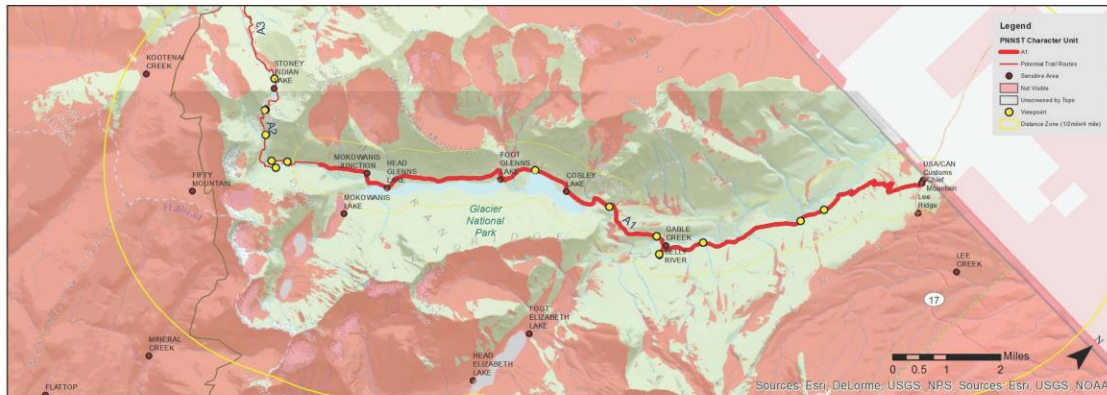 A3
KOOTENAI
CREEK
STONEY
INDIAN
LAKE
A2
MOKOWANIS
JUNCTION
HEAD
GLENNS
LAKE
FOOT
GLENNS
LAKE
COSLEY
LAKE
FIFTY
MOUNTAIN
MOKOWANIS
LAKE
Glacier
National
Park
A1
GABLE
CREEK
BELLY
RIVER
USA/CAN
Customs
Chief
Mountain
Lee
Ridge
LEE
CREEK
17
FOOT
ELIZABETH
LAKE
HEAD
ELIZABETH
LAKE
MINERAL
CREEK
FLATTOP
Legend
PNNST Character Unit
A1
Potential Trail Routes
Sensitive Area
Not Visible
Unscreened by Topo
Viewpoint
Distance Zone (1/2mile/4 mile)
N
0 0.5 1 2 Miles
Sources: Esri, DeLorme, USGS, NPS, Sources: Esri, USGS, NOAA